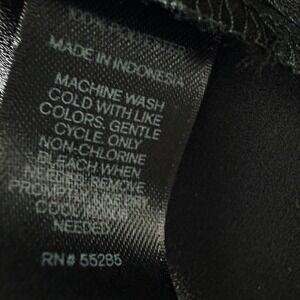 100% POLYESTER
MADE IN INDONESIA
MACHINE WASH
COLD WITH LIKE
COLORS, GENTLE
CYCLE. ONLY
NON-CHLORINE
BLEACH WHEN
NEEDED. REMOVE
PROMPTLY. LINE DRY.
COOL IRON IF
NEEDED.
RN# 55285